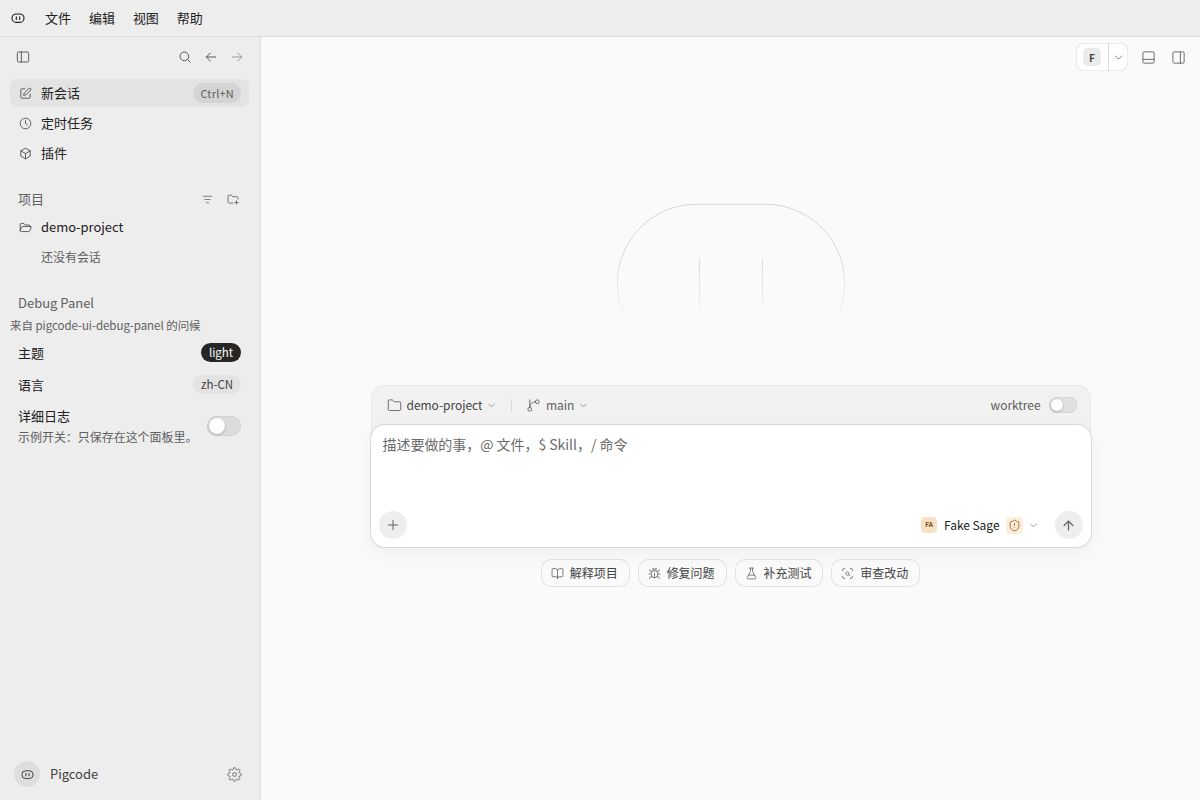 文件 编辑 视图 帮助
新会话 Ctrl+N
定时任务
插件
项目
demo-project
还没有会话
Debug Panel
来自 pigcode-ui-debug-panel 的问候
主题 light
语言 zh-CN
详细日志
示例开关：只保存在这个面板里。
Pigcode
F
demo-project main worktree
描述要做的事，@ 文件，$ Skill，/ 命令
FA Fake Sage
解释项目 修复问题 补充测试 审查改动